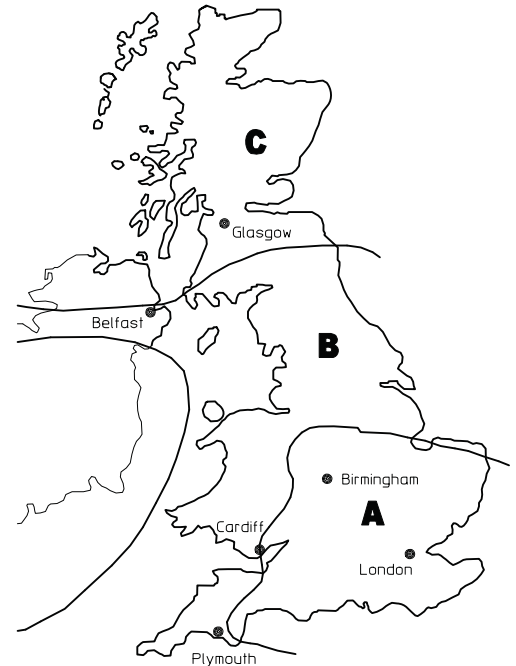 C
Glasgow
Belfast
B
Birmingham
A
Cardiff
London
Plymouth